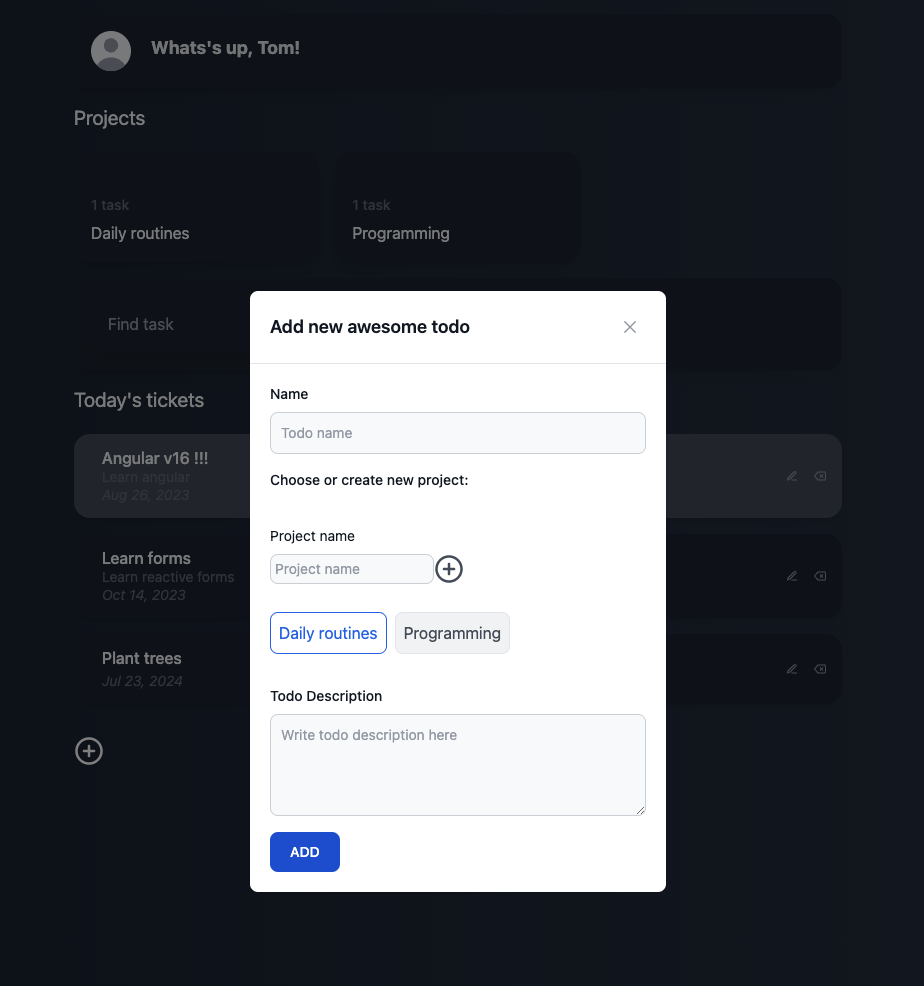 Whats's up, Tom!
Projects
1 task
Daily routines
1 task
Programming
Find task
Today's tickets
Angular v16 !!!
Learn angular
Aug 26, 2023
Learn forms
Learn reactive forms
Oct 14, 2023
Plant trees
Jul 23, 2024
Add new awesome todo
Name
Todo name
Choose or create new project:
Project name
Project name
Daily routines
Programming
Todo Description
Write todo description here
ADD